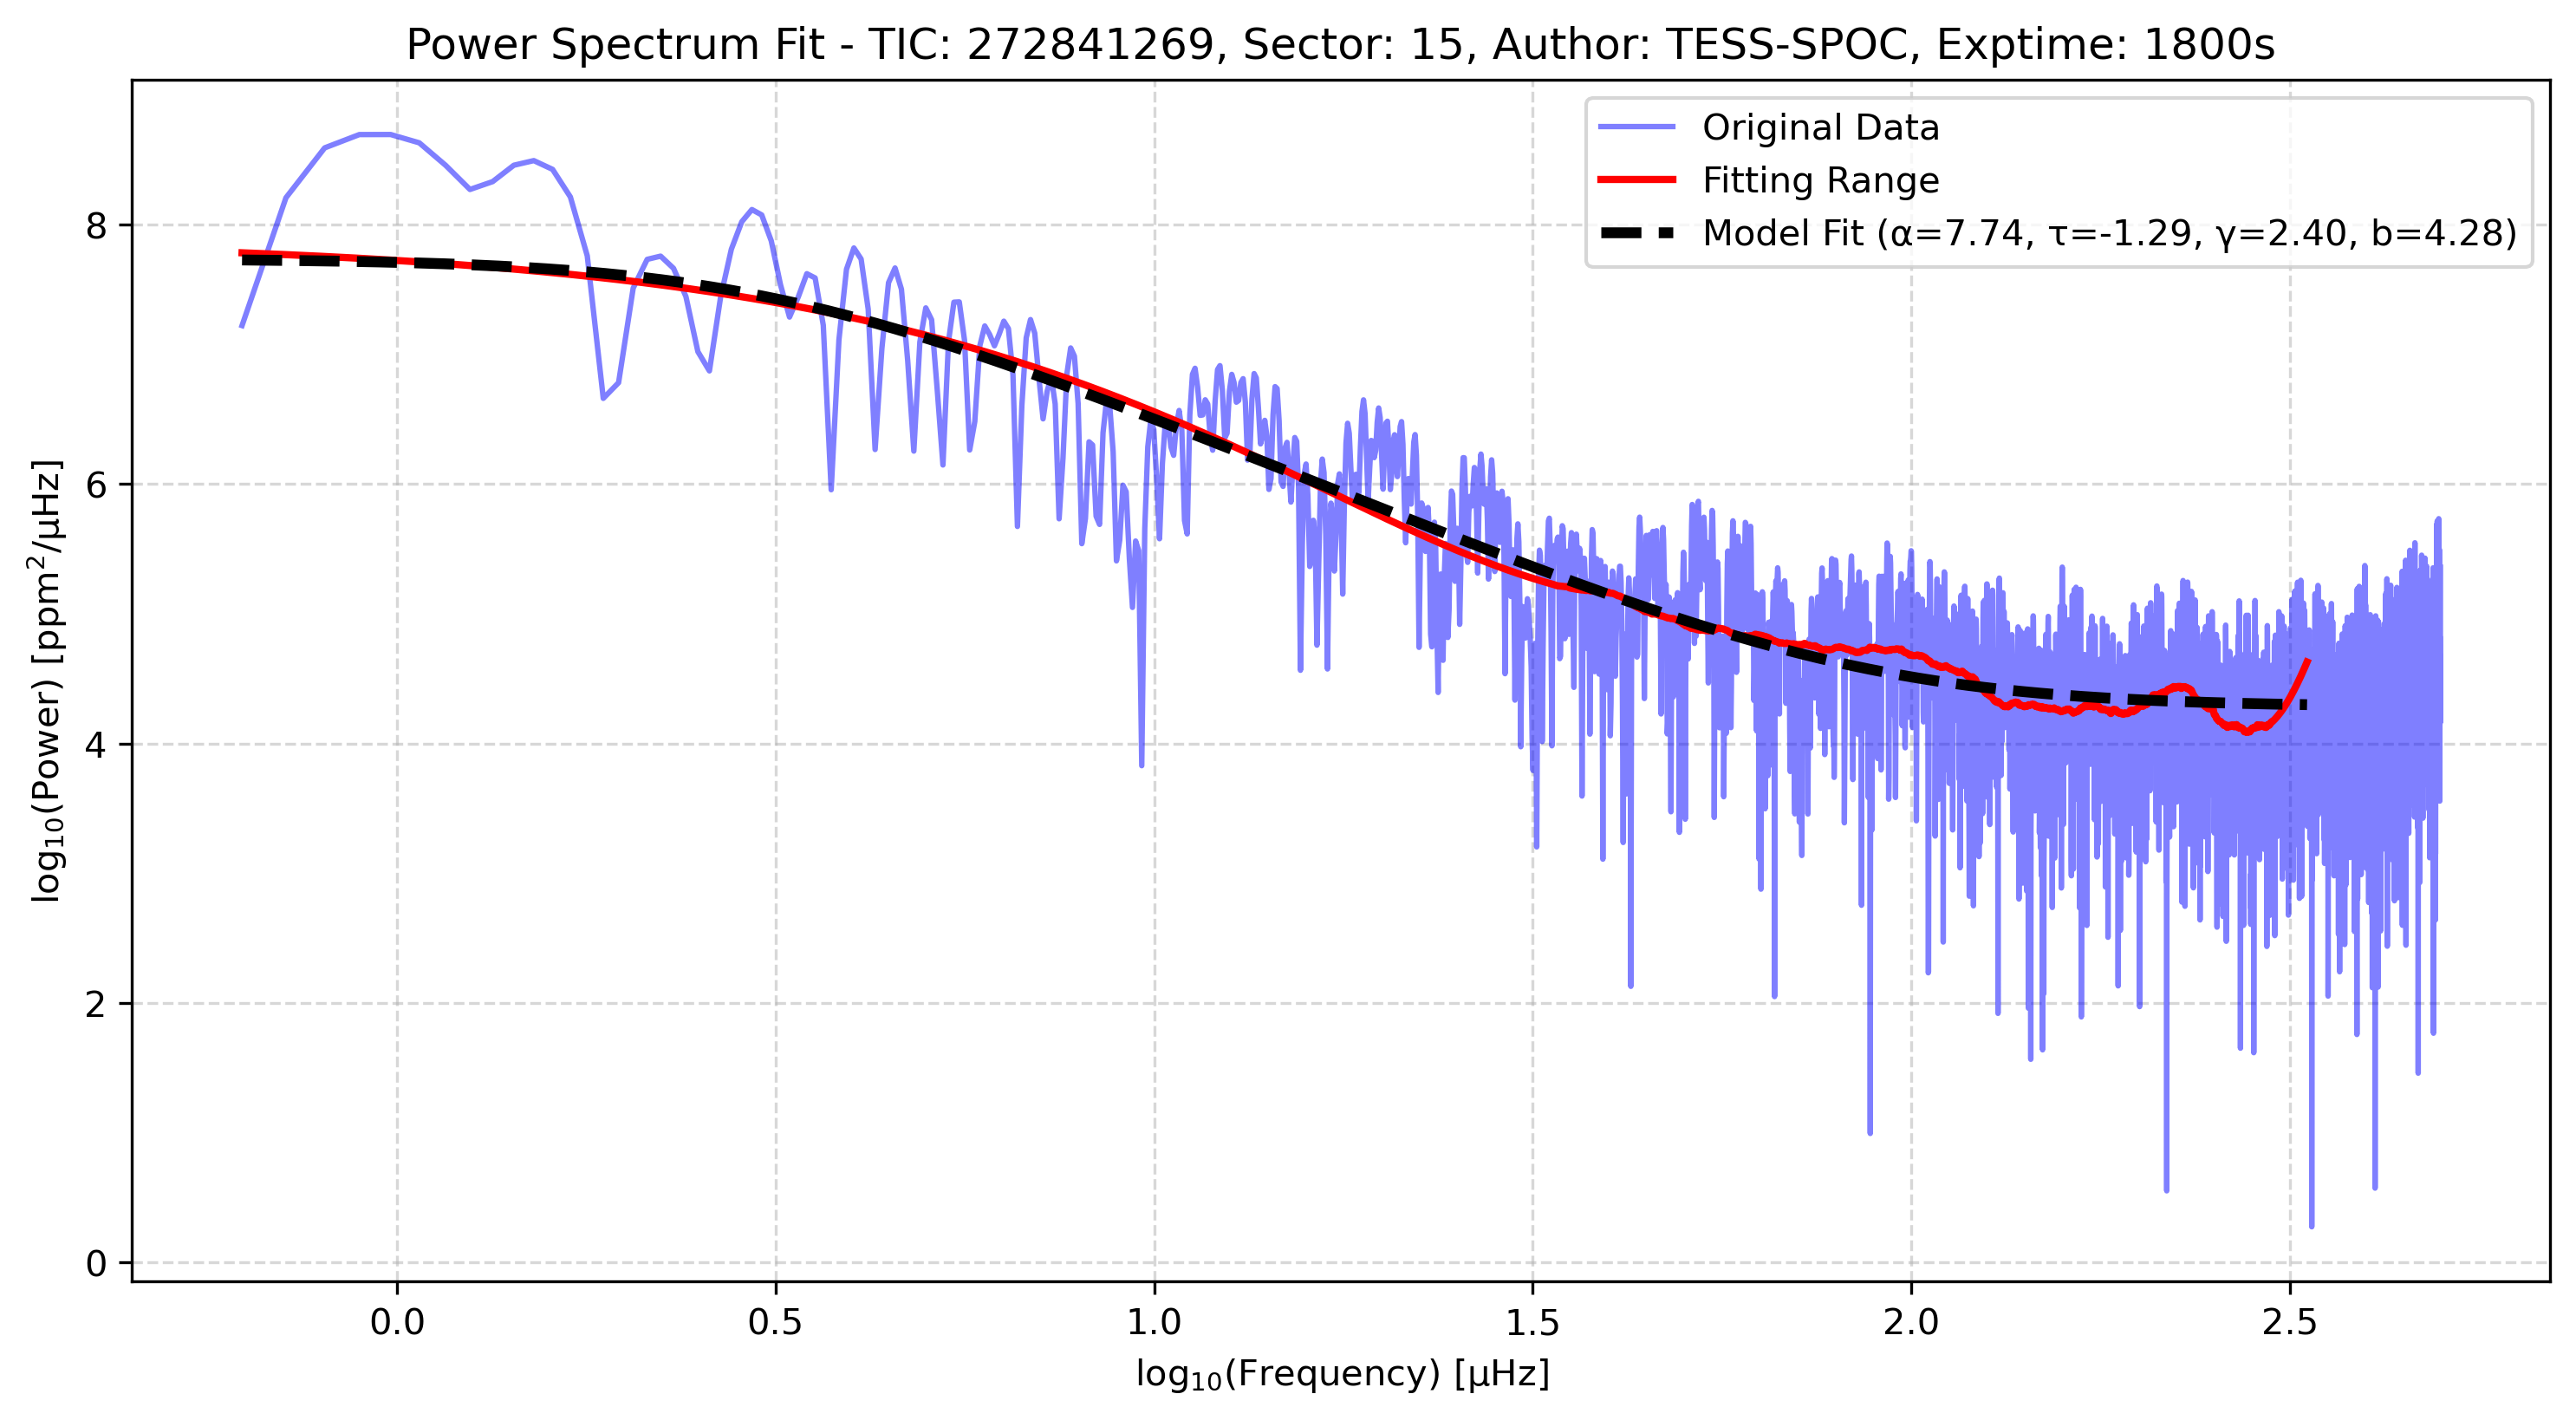 Power Spectrum Fit - TIC: 272841269, Sector: 15, Author: TESS-SPOC, Exptime: 1800s
Original Data
Fitting Range
Model Fit (α=7.74, τ=-1.29, γ=2.40, b=4.28)
log₁₀(Power) [ppm²/μHz]
8
6
4
2
0
0.0 0.5 1.0 1.5 2.0 2.5
log₁₀(Frequency) [μHz]